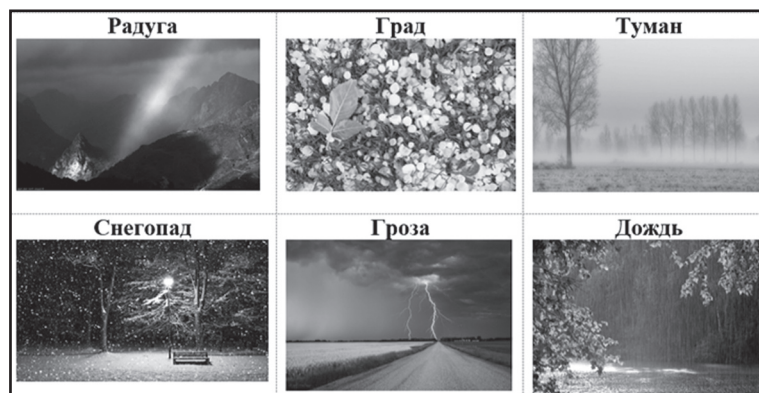 Радуга
Град
Туман
Снегопад
Гроза
Дождь